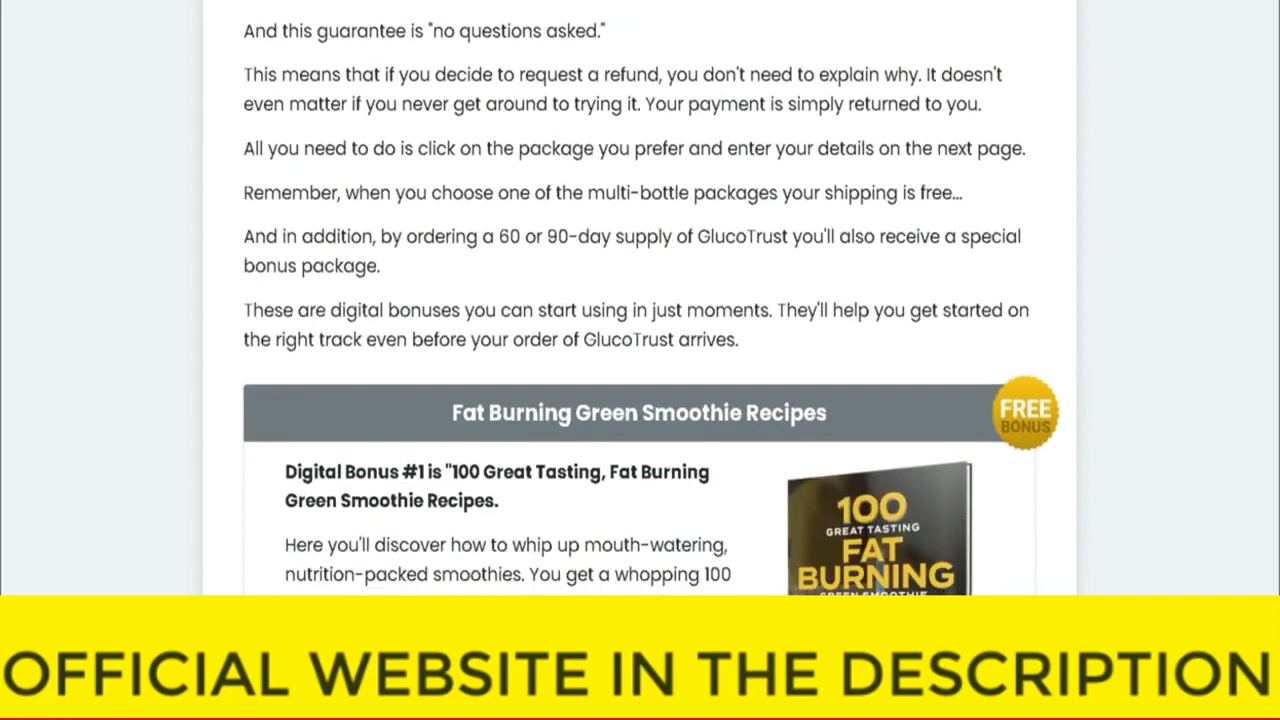 And this guarantee is "no questions asked."
This means that if you decide to request a refund, you don't need to explain why. It doesn't
even matter if you never get around to trying it. Your payment is simply returned to you.
All you need to do is click on the package you prefer and enter your details on the next page.
Remember, when you choose one of the multi-bottle packages your shipping is free...
And in addition, by ordering a 60 or 90-day supply of GlucoTrust you'll also receive a special
bonus package.
These are digital bonuses you can start using in just moments. They'll help you get started on
the right track even before your order of GlucoTrust arrives.
Fat Burning Green Smoothie Recipes
FREE
BONUS
Digital Bonus #1 is "100 Great Tasting, Fat Burning
Green Smoothie Recipes.
Here you'll discover how to whip up mouth-watering,
nutrition-packed smoothies. You get a whopping 100
100
GREAT TASTING
FAT
BURNING
GREEN SMOOTHIE
OFFICIAL WEBSITE IN THE DESCRIPTION